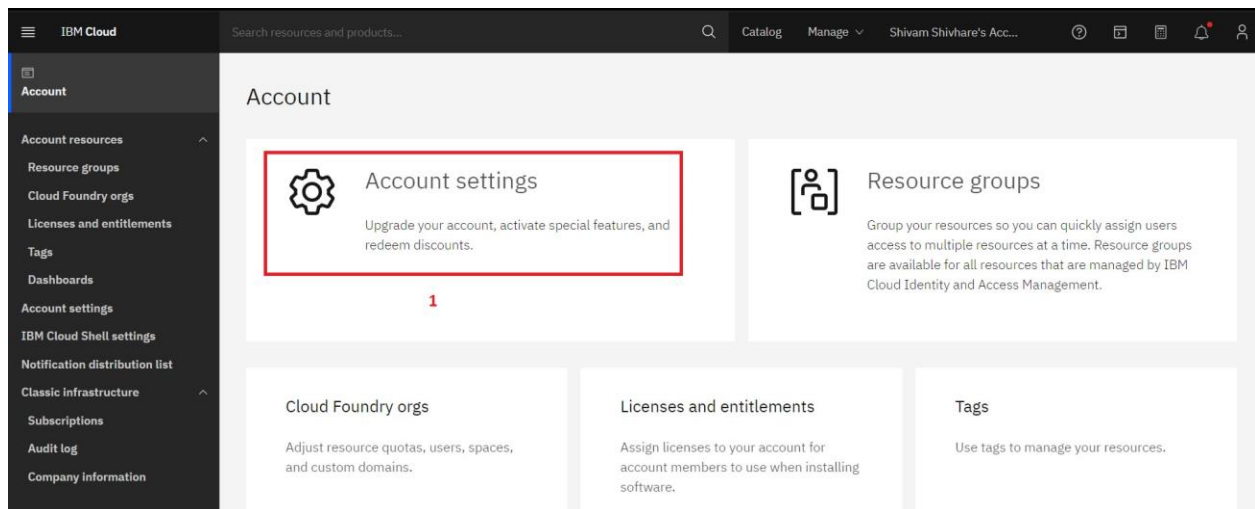 IBM Cloud
Search resources and products...
Catalog
Manage
Shivam Shivhare's Acc...
Account
Account resources
Resource groups
Cloud Foundry orgs
Licenses and entitlements
Tags
Dashboards
Account settings
IBM Cloud Shell settings
Notification distribution list
Classic infrastructure
Subscriptions
Audit log
Company information
Account
Account settings
Upgrade your account, activate special features, and
redeem discounts.
1
Resource groups
Group your resources so you can quickly assign users
access to multiple resources at a time. Resource groups
are available for all resources that are managed by IBM
Cloud Identity and Access Management.
Cloud Foundry orgs
Adjust resource quotas, users, spaces,
and custom domains.
Licenses and entitlements
Assign licenses to your account for
account members to use when installing
software.
Tags
Use tags to manage your resources.